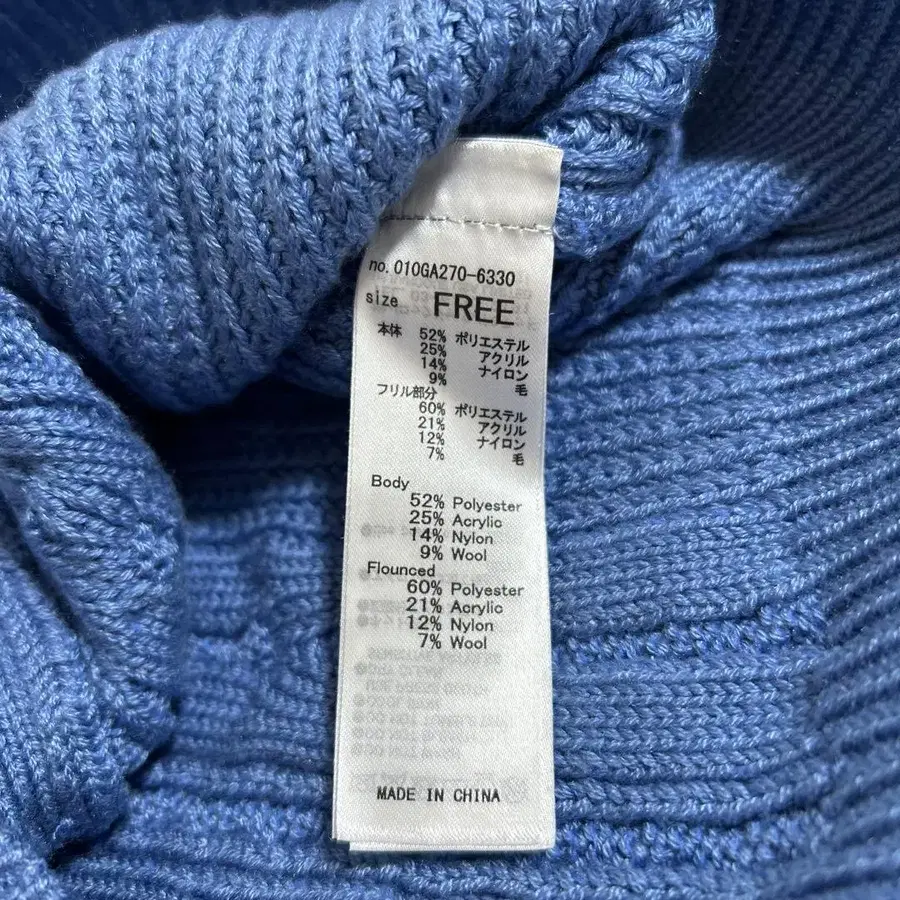 no. 010GA270-6330
size FREE
本体 52% ポリエステル
25% アクリル
14% ナイロン
9% 毛
フリル部分
60% ポリエステル
21% アクリル
12% ナイロン
7% 毛
Body
52% Polyester
25% Acrylic
14% Nylon
9% Wool
Flounced
60% Polyester
21% Acrylic
12% Nylon
7% Wool
MADE IN CHINA